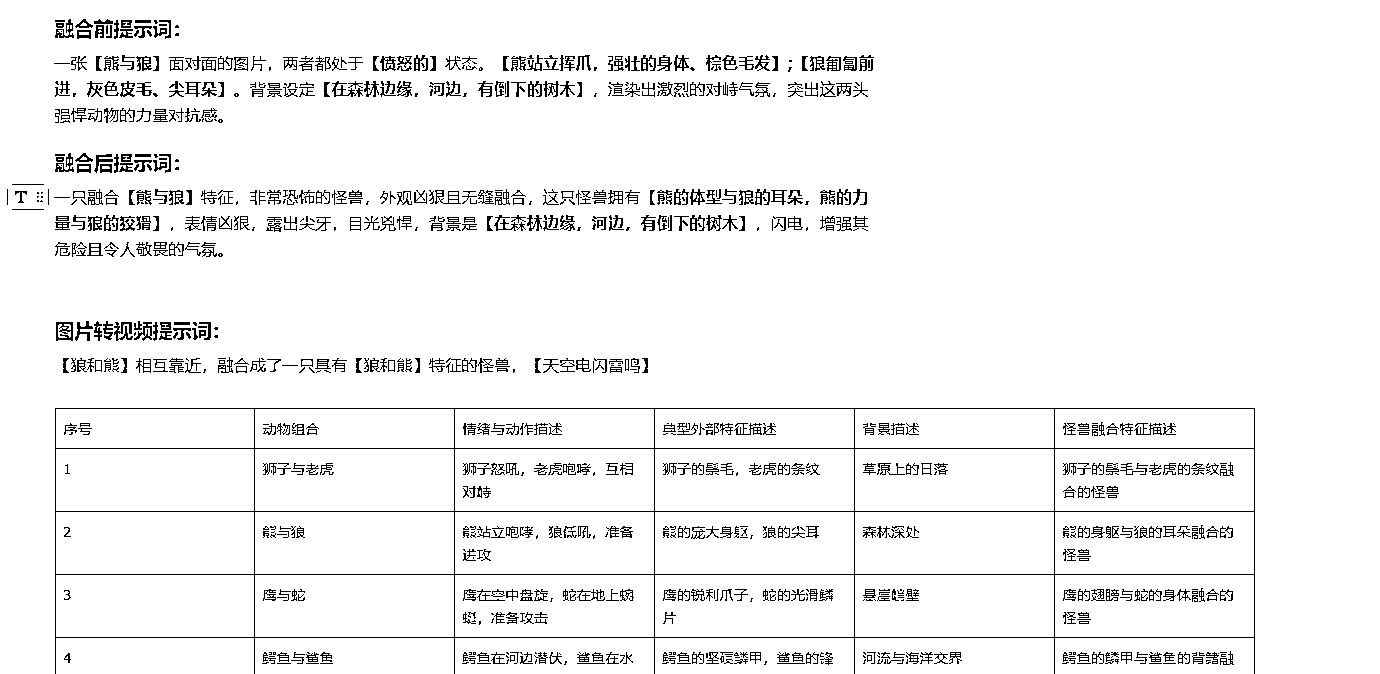 融合前提示词：
一张【熊与狼】面对面的图片，两者都处于【愤怒的】状态。【熊站立挥爪，强壮的身体、棕色毛发】；【狼匍匐前
进，灰色皮毛、尖耳朵】。背景设定【在森林边缘，河边，有倒下的树木】，渲染出激烈的对峙气氛，突出这两头
强悍动物的力量对抗感。
融合后提示词：
T
一只融合【熊与狼】特征，非常恐怖的怪兽，外观凶狠且无缝融合，这只怪兽拥有【熊的体型与狼的耳朵，熊的力
量与狼的狡猾】，表情凶狠，露出尖牙，目光凶悍，背景是【在森林边缘，河边，有倒下的树木】，闪电，增强其
危险且令人敬畏的气氛。
图片转视频提示词：
【狼和熊】相互靠近，融合成了一只具有【狼和熊】特征的怪兽，【天空电闪雷鸣】
序号 动物组合 情绪与动作描述 典型外部特征描述 背景描述 怪兽融合特征描述
1 狮子与老虎 狮子怒吼，老虎咆哮，互相 狮子的鬃毛，老虎的条纹 草原上的日落 狮子的鬃毛与老虎的条纹融
对峙 合的怪兽
2 熊与狼 熊站立咆哮，狼低吼，准备 熊的庞大身躯，狼的尖耳 森林深处 熊的身躯与狼的耳朵融合的
进攻 怪兽
3 鹰与蛇 鹰在空中盘旋，蛇在地上蜿 鹰的锐利爪子，蛇的光滑鳞 悬崖峭壁 鹰的翅膀与蛇的身体融合的
蜒，准备攻击 片 怪兽
4 鳄鱼与鲨鱼 鳄鱼在河边潜伏，鲨鱼在水 鳄鱼的坚硬鳞甲，鲨鱼的锋 河流与海洋交界 鳄鱼的鳞甲与鲨鱼的背鳍融